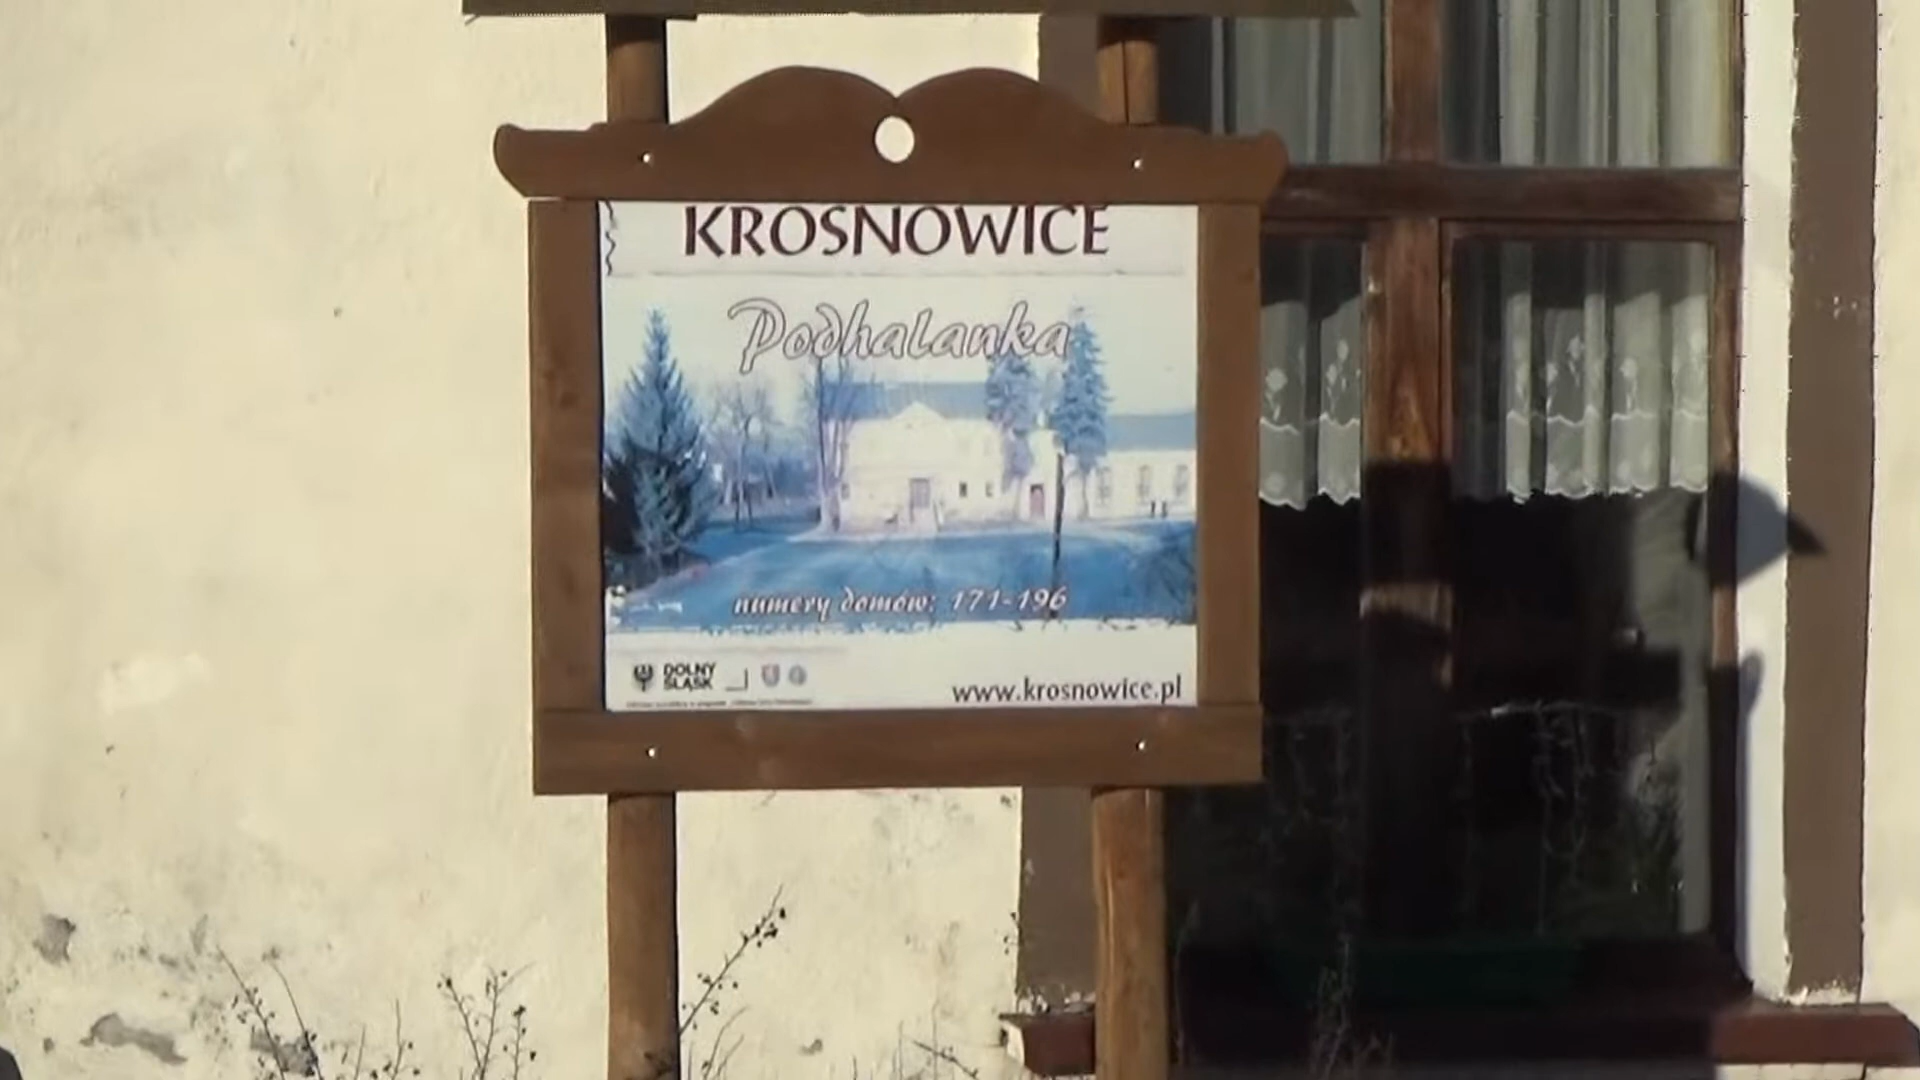 KROSNOWICE
Podhalanka
numery domów: 171-196
DOLNY
ŚLĄSK
www.krosnowice.pl